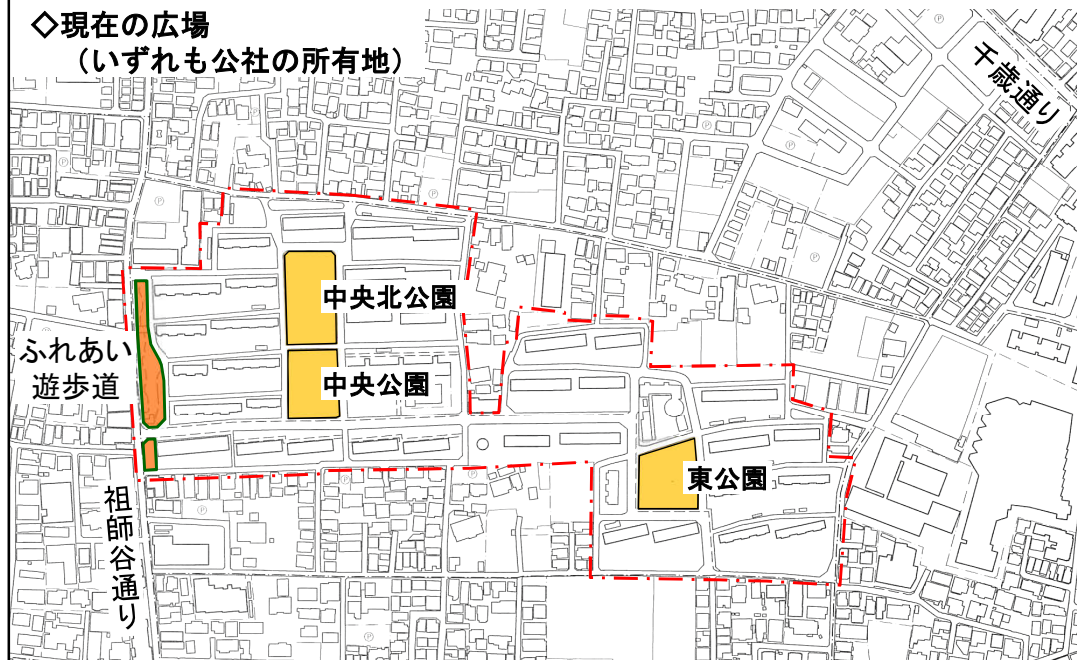 ◇現在の広場
（いずれも公社の所有地）
千歳通り
中央北公園
ふれあい
遊歩道
中央公園
東公園
祖師谷通り